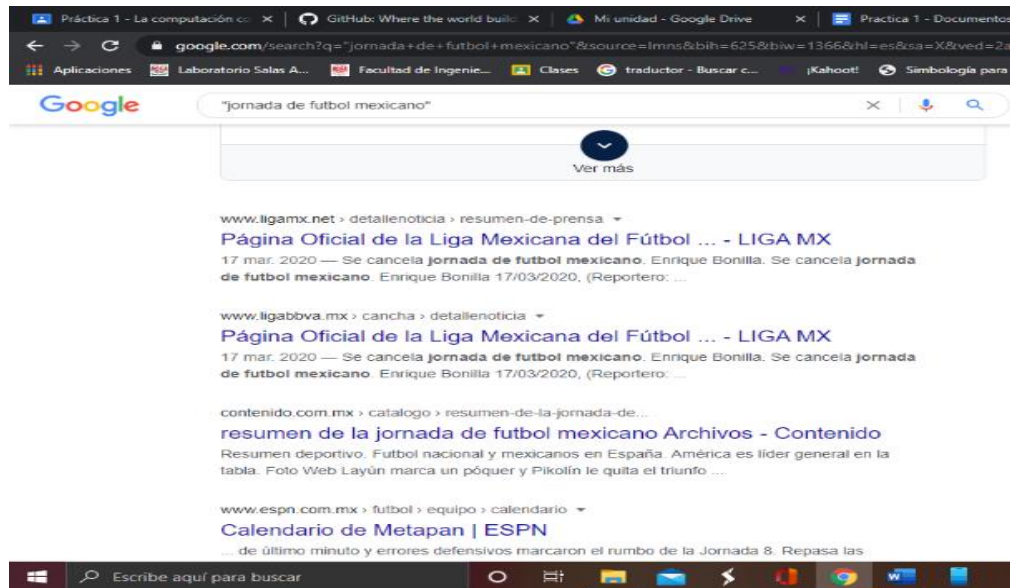 Práctica 1 - La computación co
GitHub: Where the world build
Mi unidad - Google Drive
Practica 1 - Documentos
google.com/search?q="jornada+de+futbol+mexicano"&source=lmns&bih=625&biw=1366&hl=es&sa=X&ved=2a
Aplicaciones
Laboratorio Salas A...
Facultad de Ingenie...
Clases
traductor - Buscar c...
¡Kahoot!
Simbología para
Google
"jornada de futbol mexicano"
Ver más
www.ligamx.net › detallenoticia › resumen-de-prensa
Página Oficial de la Liga Mexicana del Fútbol ... - LIGA MX
17 mar. 2020 — Se cancela jornada de futbol mexicano. Enrique Bonilla. Se cancela jornada
de futbol mexicano. Enrique Bonilla 17/03/2020, (Reportero: ...
www.ligabbva.mx › cancha › detallenoticia
Página Oficial de la Liga Mexicana del Fútbol ... - LIGA MX
17 mar. 2020 — Se cancela jornada de futbol mexicano. Enrique Bonilla. Se cancela jornada
de futbol mexicano. Enrique Bonilla 17/03/2020, (Reportero: ...
contenido.com.mx › catalogo › resumen-de-la-jornada-de...
resumen de la jornada de futbol mexicano Archivos - Contenido
Resumen deportivo. Futbol nacional y mexicanos en España. América es líder general en la
tabla. Foto Web Layún marca un póquer y Pikolín le quita el triunfo ...
www.espn.com.mx › futbol › equipo › calendario
Calendario de Metapan | ESPN
... de último minuto y errores defensivos marcaron el rumbo de la Jornada 8. Repasa las
Escribe aquí para buscar